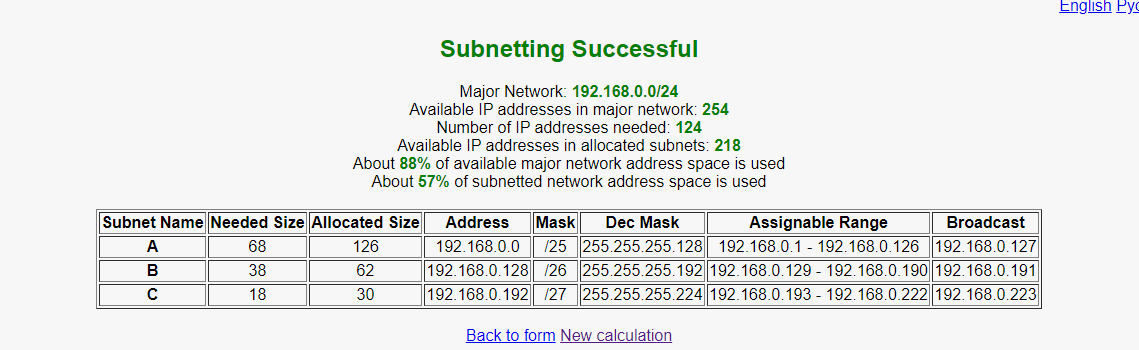 English Рус
Subnetting Successful
Major Network: 192.168.0.0/24
Available IP addresses in major network: 254
Number of IP addresses needed: 124
Available IP addresses in allocated subnets: 218
About 88% of available major network address space is used
About 57% of subnetted network address space is used
Subnet Name Needed Size Allocated Size Address Mask Dec Mask Assignable Range Broadcast
A 68 126 192.168.0.0 /25 255.255.255.128 192.168.0.1 - 192.168.0.126 192.168.0.127
B 38 62 192.168.0.128 /26 255.255.255.192 192.168.0.129 - 192.168.0.190 192.168.0.191
C 18 30 192.168.0.192 /27 255.255.255.224 192.168.0.193 - 192.168.0.222 192.168.0.223
Back to form New calculation